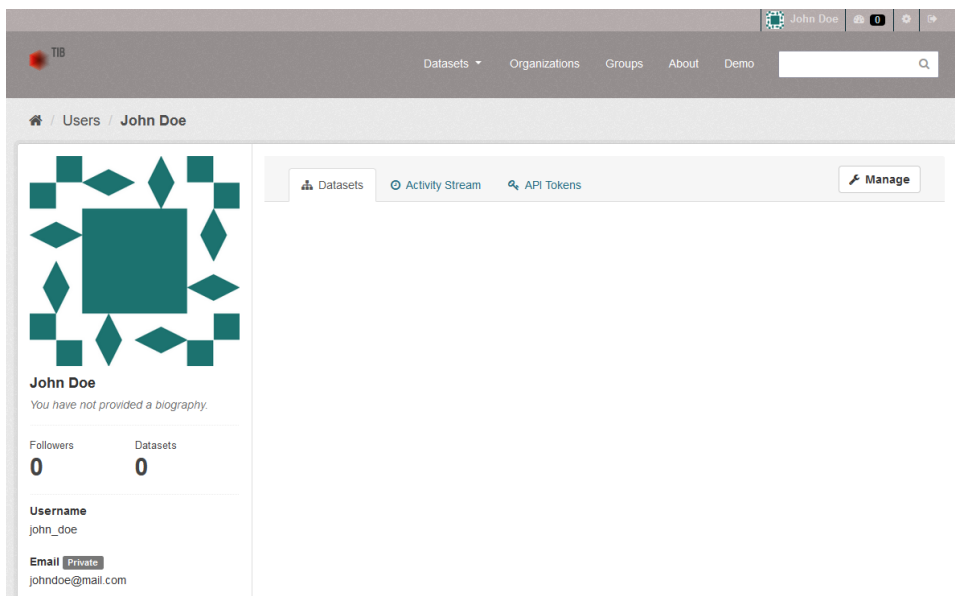 John Doe 0
TIB
Datasets Organizations Groups About Demo
/ Users / John Doe
Datasets Activity Stream API Tokens Manage
John Doe
You have not provided a biography.
Followers Datasets
0 0
Username
john_doe
Email Private
johndoe@mail.com